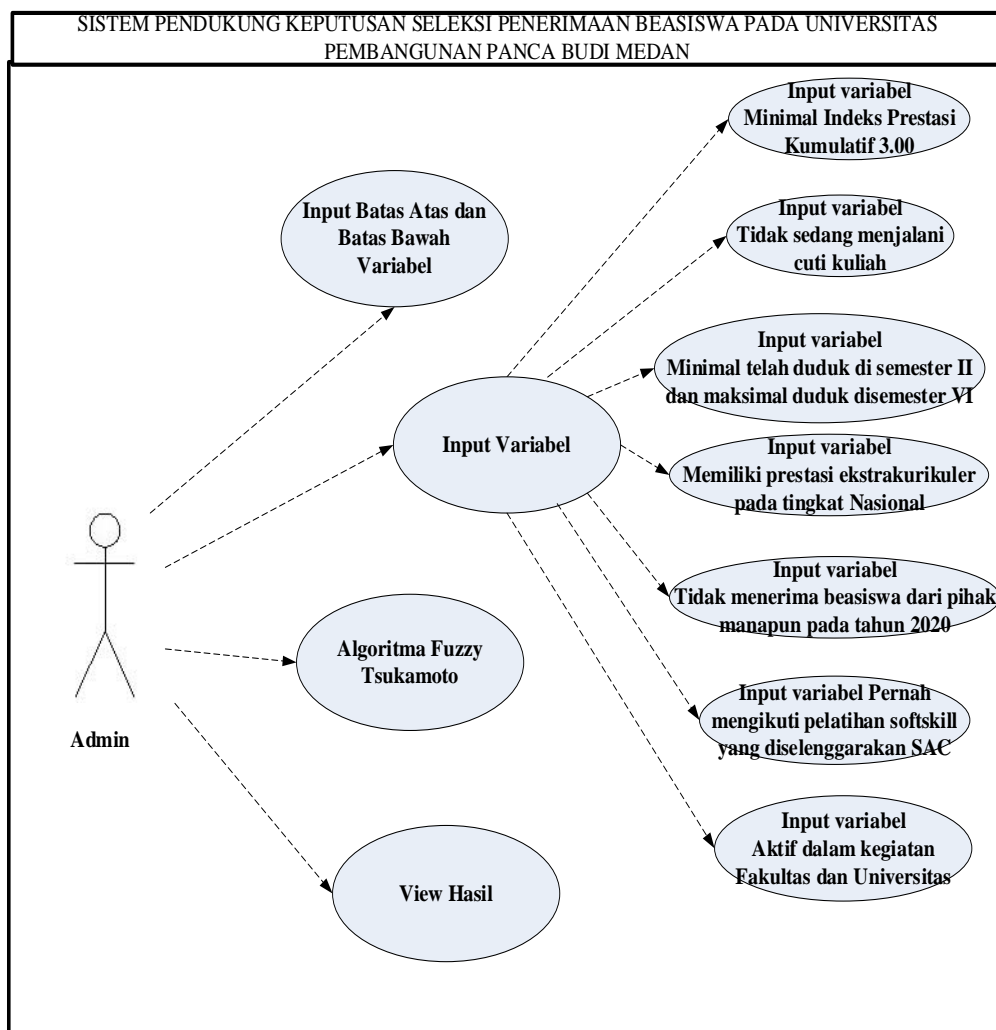 SISTEM PENDUKUNG KEPUTUSAN SELEKSI PENERIMAAN BEASISWA PADA UNIVERSITAS
PEMBANGUNAN PANCA BUDI MEDAN
Input variabel
Minimal Indeks Prestasi
Kumulatif 3.00
Input Batas Atas dan
Batas Bawah
Variabel
Input variabel
Tidak sedang menjalani
cuti kuliah
Input variabel
Minimal telah duduk di semester II
dan maksimal duduk disemester VI
Input Variabel
Input variabel
Memiliki prestasi ekstrakurikuler
pada tingkat Nasional
Input variabel
Tidak menerima beasiswa dari pihak
manapun pada tahun 2020
Algoritma Fuzzy
Tsukamoto
Input variabel Pernah
mengikuti pelatihan softskill
yang diselenggarakan SAC
Admin
Input variabel
Aktif dalam kegiatan
Fakultas dan Universitas
View Hasil